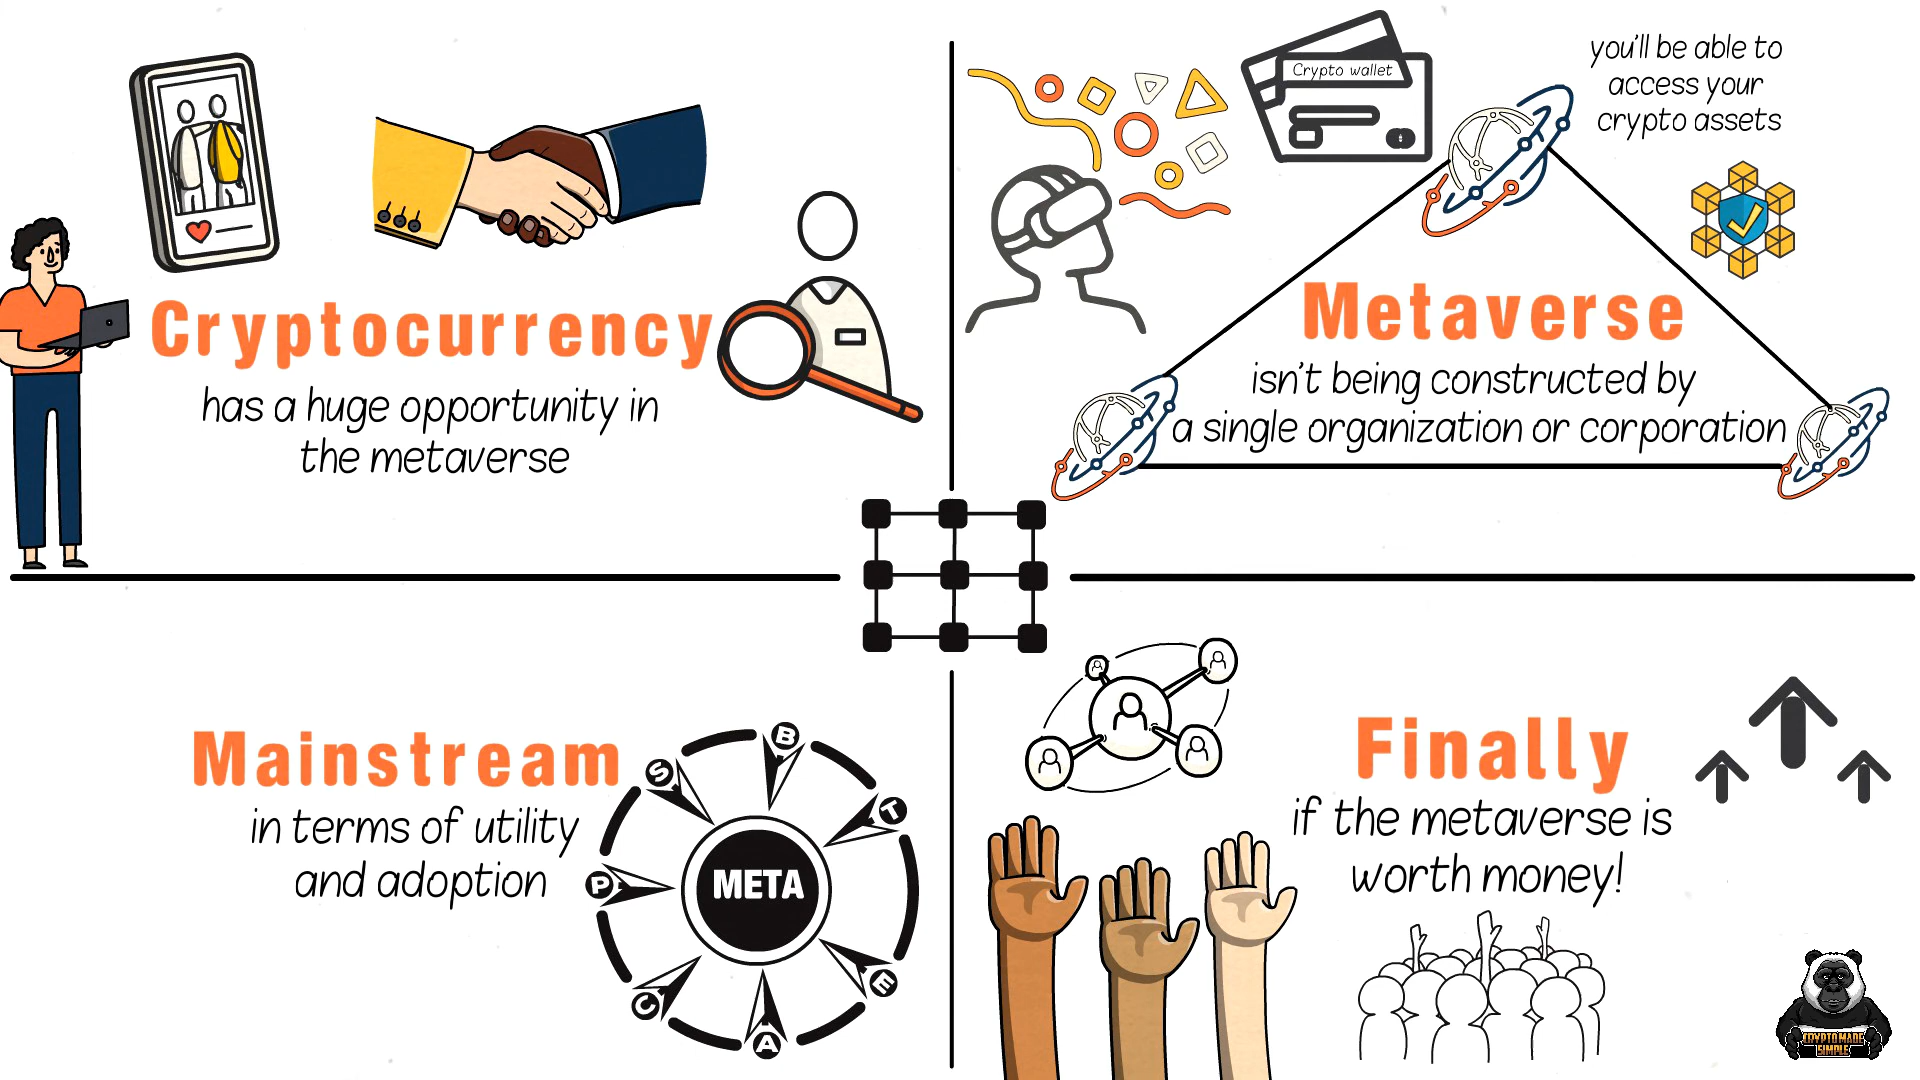 Cryptocurrency
has a huge opportunity in
the metaverse
Crypto wallet
you'll be able to
access your
crypto assets
Metaverse
isn't being constructed by
a single organization or corporation
Mainstream
in terms of utility
and adoption
META
B
T
E
A
C
P
S
Finally
if the metaverse is
worth money!
CRYPTO MADE
SIMPLE